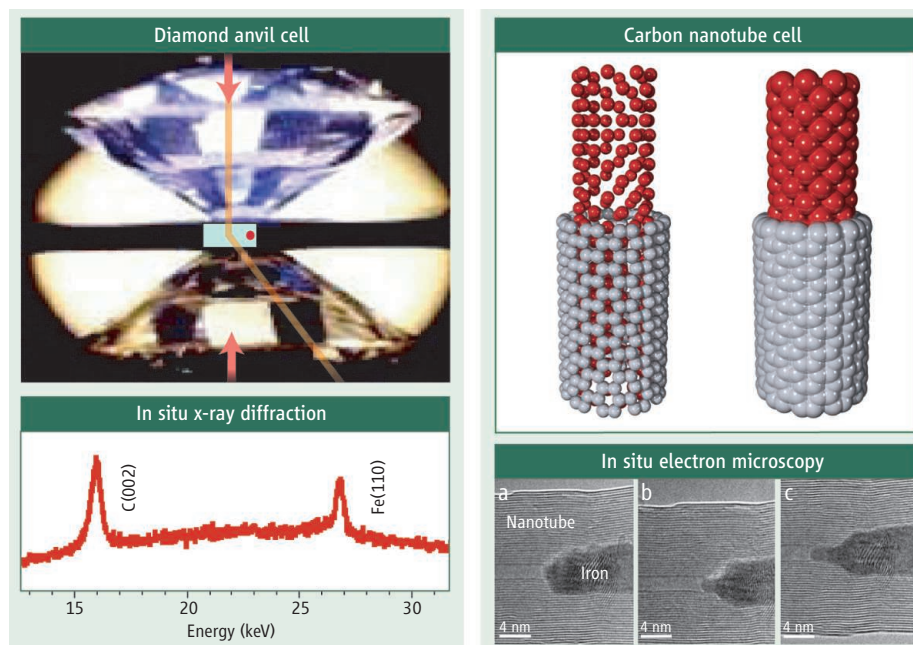 Diamond anvil cell
In situ x-ray diffraction
C(002)
Fe(110)
15 20 25 30
Energy (keV)
Carbon nanotube cell
In situ electron microscopy
a
b
c
Nanotube
Iron
4 nm
4 nm
4 nm